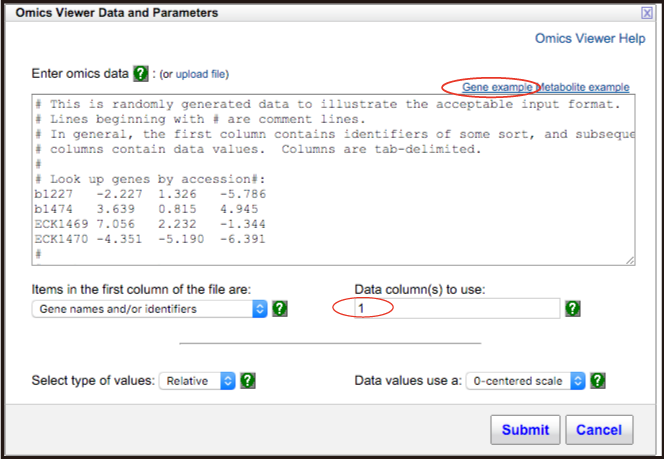 Omics Viewer Data and Parameters
Omics Viewer Help
Enter omics data ? : (or upload file)
Gene example Metabolite example
# This is randomly generated data to illustrate the acceptable input format.
# Lines beginning with # are comment lines.
# In general, the first column contains identifiers of some sort, and subseque
# columns contain data values. Columns are tab-delimited.
#
# Look up genes by accession#:
b1227 -2.227 1.326 -5.786
b1474 3.639 0.815 4.945
ECK1469 7.056 2.232 -1.344
ECK1470 -4.351 -5.190 -6.391
#
Items in the first column of the file are: Data column(s) to use:
Gene names and/or identifiers ? 1 ?
Select type of values: Relative ? Data values use a: 0-centered scale ?
Submit Cancel